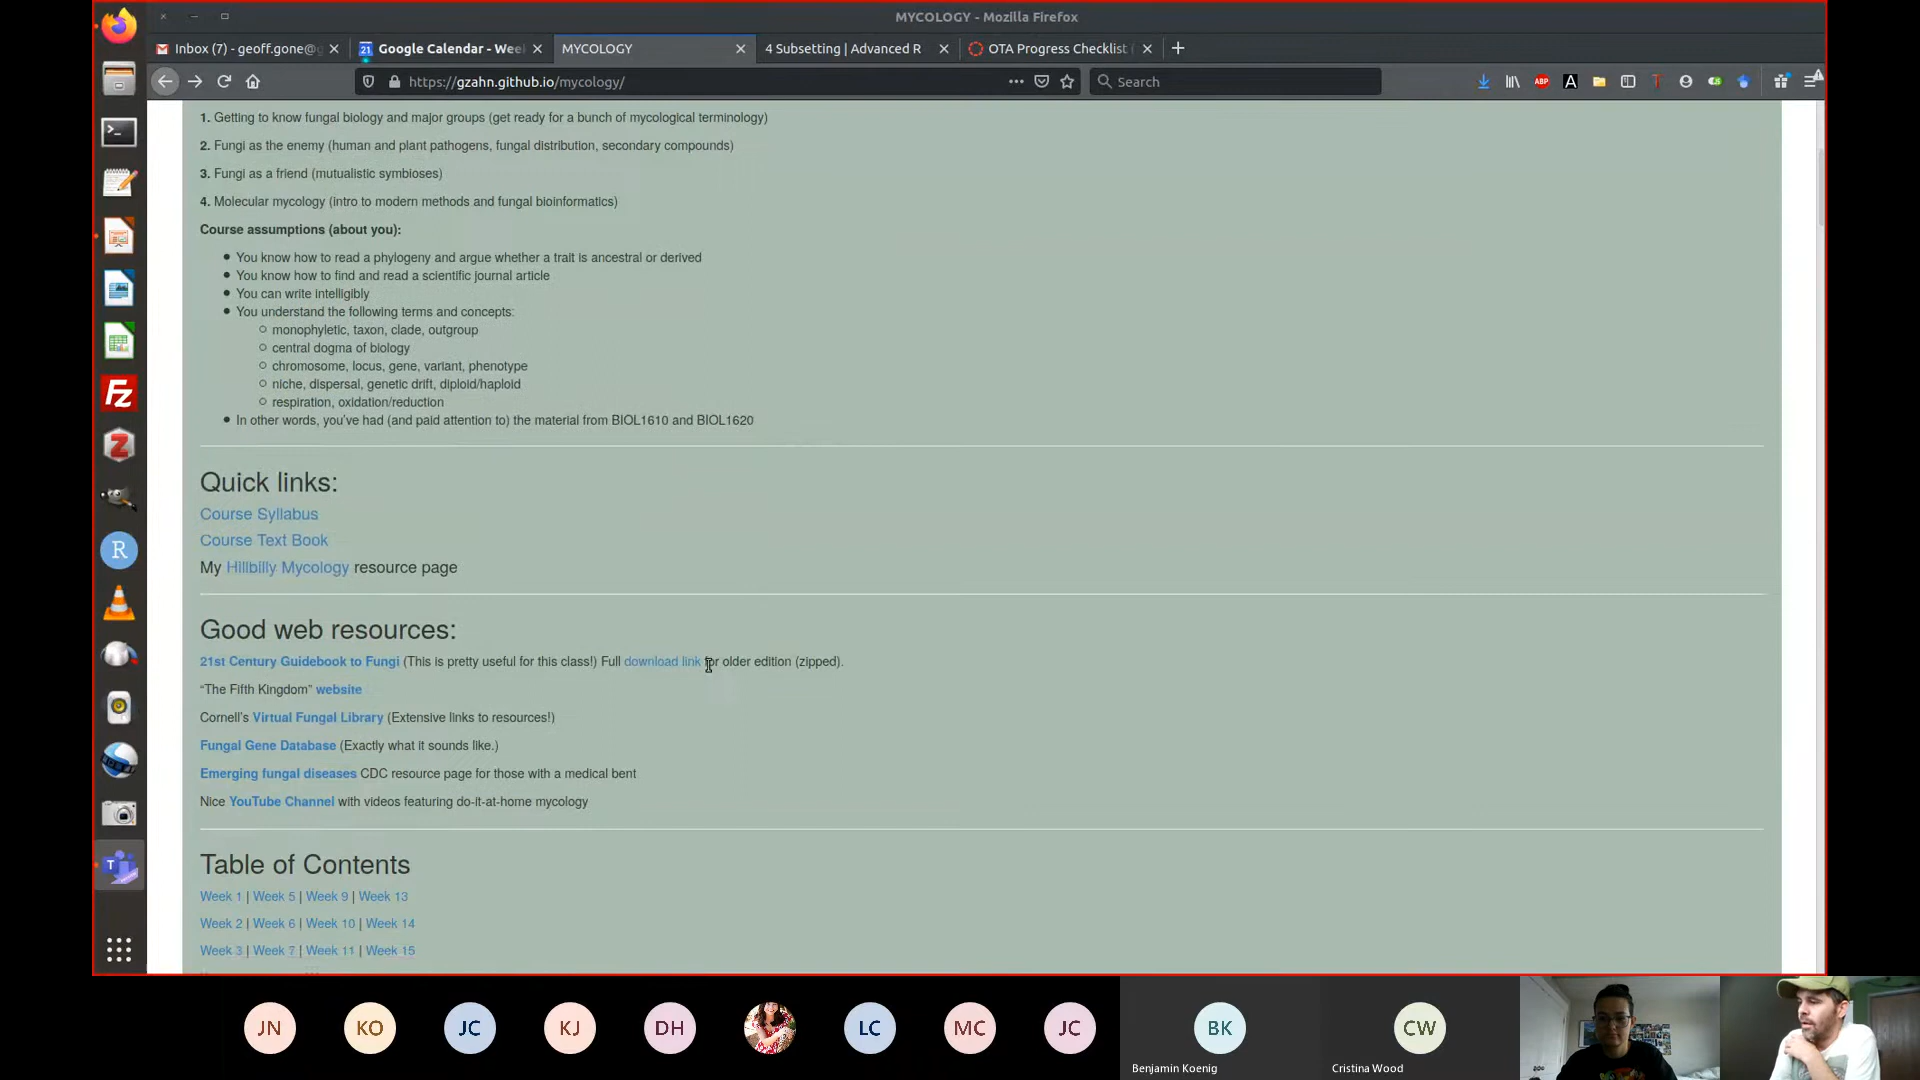 MYCOLOGY - Mozilla Firefox
Inbox (7) - geoff.gone@
Google Calendar - Wee
MYCOLOGY
4 Subsetting | Advanced R
OTA Progress Checklist
https://gzahn.github.io/mycology/
Search
1. Getting to know fungal biology and major groups (get ready for a bunch of mycological terminology)
2. Fungi as the enemy (human and plant pathogens, fungal distribution, secondary compounds)
3. Fungi as a friend (mutualistic symbioses)
4. Molecular mycology (intro to modern methods and fungal bioinformatics)
Course assumptions (about you):
You know how to read a phylogeny and argue whether a trait is ancestral or derived
You know how to find and read a scientific journal article
You can write intelligibly
You understand the following terms and concepts:
monophyletic, taxon, clade, outgroup
central dogma of biology
chromosome, locus, gene, variant, phenotype
niche, dispersal, genetic drift, diploid/haploid
respiration, oxidation/reduction
In other words, you've had (and paid attention to) the material from BIOL1610 and BIOL1620
Quick links:
Course Syllabus
Course Text Book
My Hillbilly Mycology resource page
Good web resources:
21st Century Guidebook to Fungi (This is pretty useful for this class!) Full download link for older edition (zipped).
“The Fifth Kingdom” website
Cornell's Virtual Fungal Library (Extensive links to resources!)
Fungal Gene Database (Exactly what it sounds like.)
Emerging fungal diseases CDC resource page for those with a medical bent
Nice YouTube Channel with videos featuring do-it-at-home mycology
Table of Contents
Week 1 | Week 5 | Week 9 | Week 13
Week 2 | Week 6 | Week 10 | Week 14
Week 3 | Week 7 | Week 11 | Week 15
JN
KO
JC
KJ
DH
LC
MC
JC
BK
CW
Benjamin Koenig
Cristina Wood